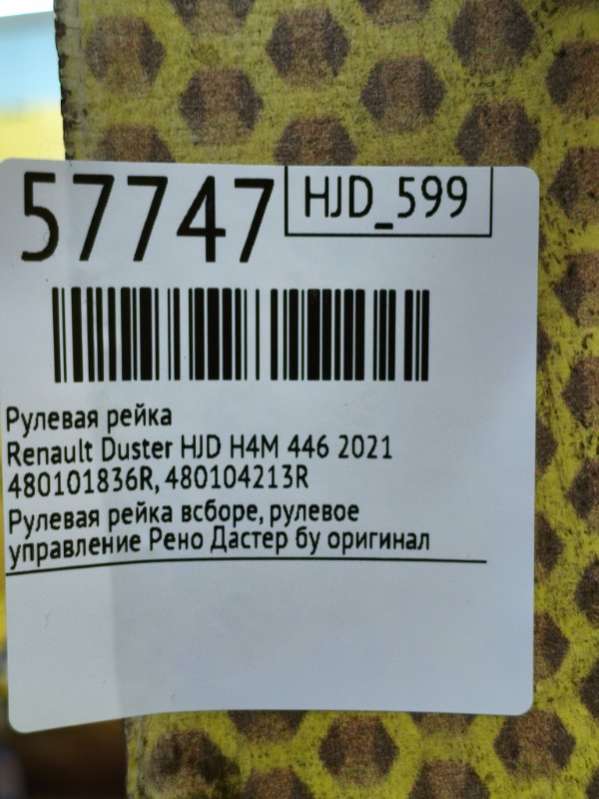 57747
HJD_599
Рулевая рейка
Renault Duster HJD H4M 446 2021
480101836R, 480104213R
Рулевая рейка всборе, рулевое
управление Рено Дастер бу оригинал